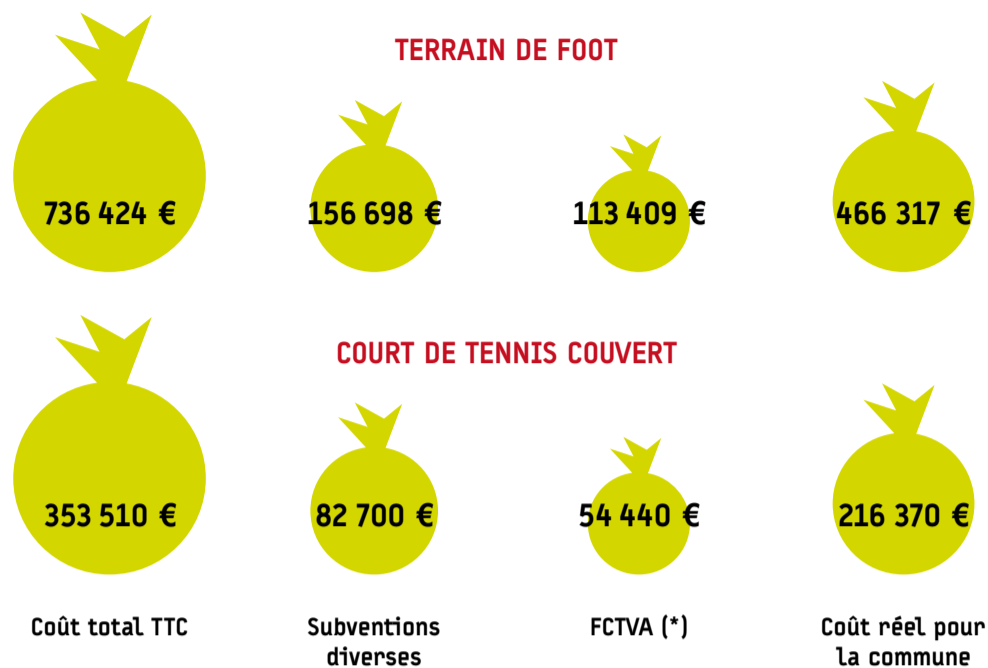 TERRAIN DE FOOT
736 424 €
156 698 €
113 409 €
466 317 €
COURT DE TENNIS COUVERT
353 510 €
82 700 €
54 440 €
216 370 €
Coût total TTC
Subventions
diverses
FCTVA (*)
Coût réel pour
la commune